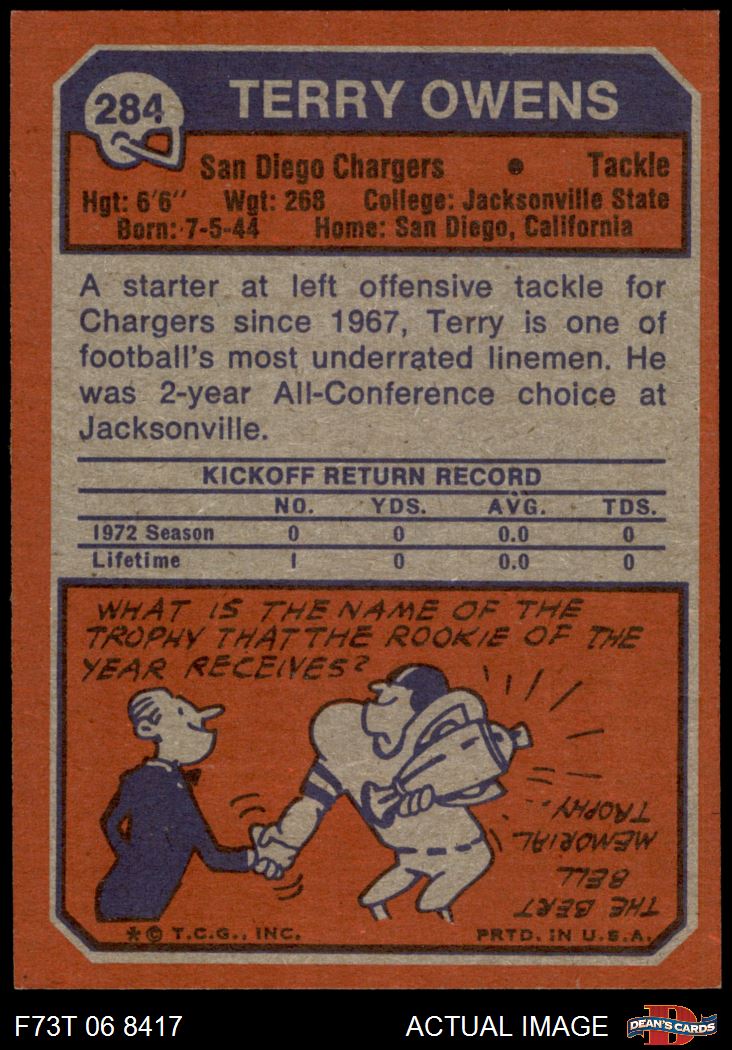 284
TERRY OWENS
San Diego Chargers • Tackle
Hgt: 6'6" Wgt: 268 College: Jacksonville State
Born: 7-5-44 Home: San Diego, California
A starter at left offensive tackle for
Chargers since 1967, Terry is one of
football's most underrated linemen. He
was 2-year All-Conference choice at
Jacksonville.
KICKOFF RETURN RECORD
NO. YDS. AVG. TDS.
1972 Season 0 0 0.0 0
Lifetime 1 0 0.0 0
WHAT IS THE NAME OF THE
TROPHY THAT THE ROOKIE OF THE
YEAR RECEIVES?
THE BERT
BELL
MEMORIAL
TROPHY..
*© T.C.G., INC. PRTD. IN U.S.A.
F73T 06 8417 ACTUAL IMAGE D DEAN'S CARDS